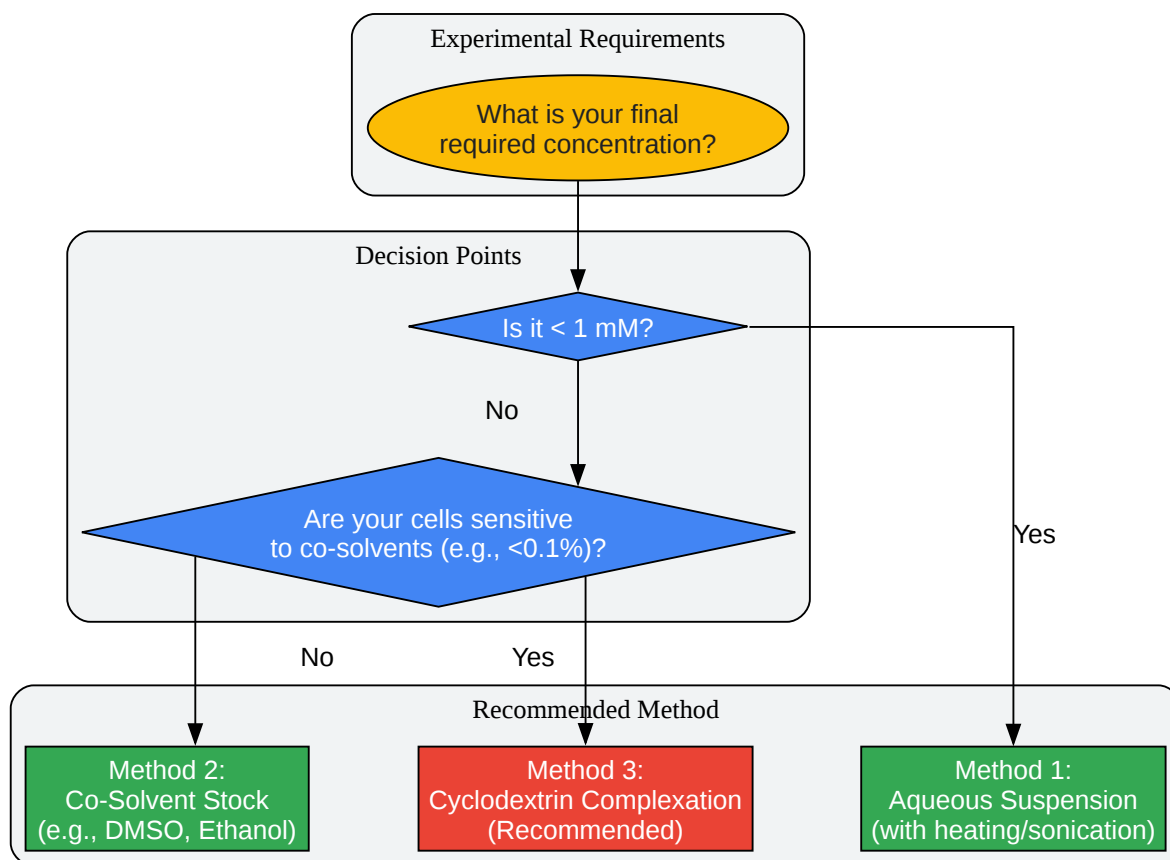 Experimental Requirements
What is your final
required concentration?
Decision Points
Is it < 1 mM?
No
Are your cells sensitive
to co-solvents (e.g., <0.1%)?
Yes
No
Yes
Recommended Method
Method 2:
Co-Solvent Stock
(e.g., DMSO, Ethanol)
Method 3:
Cyclodextrin Complexation
(Recommended)
Method 1:
Aqueous Suspension
(with heating/sonication)